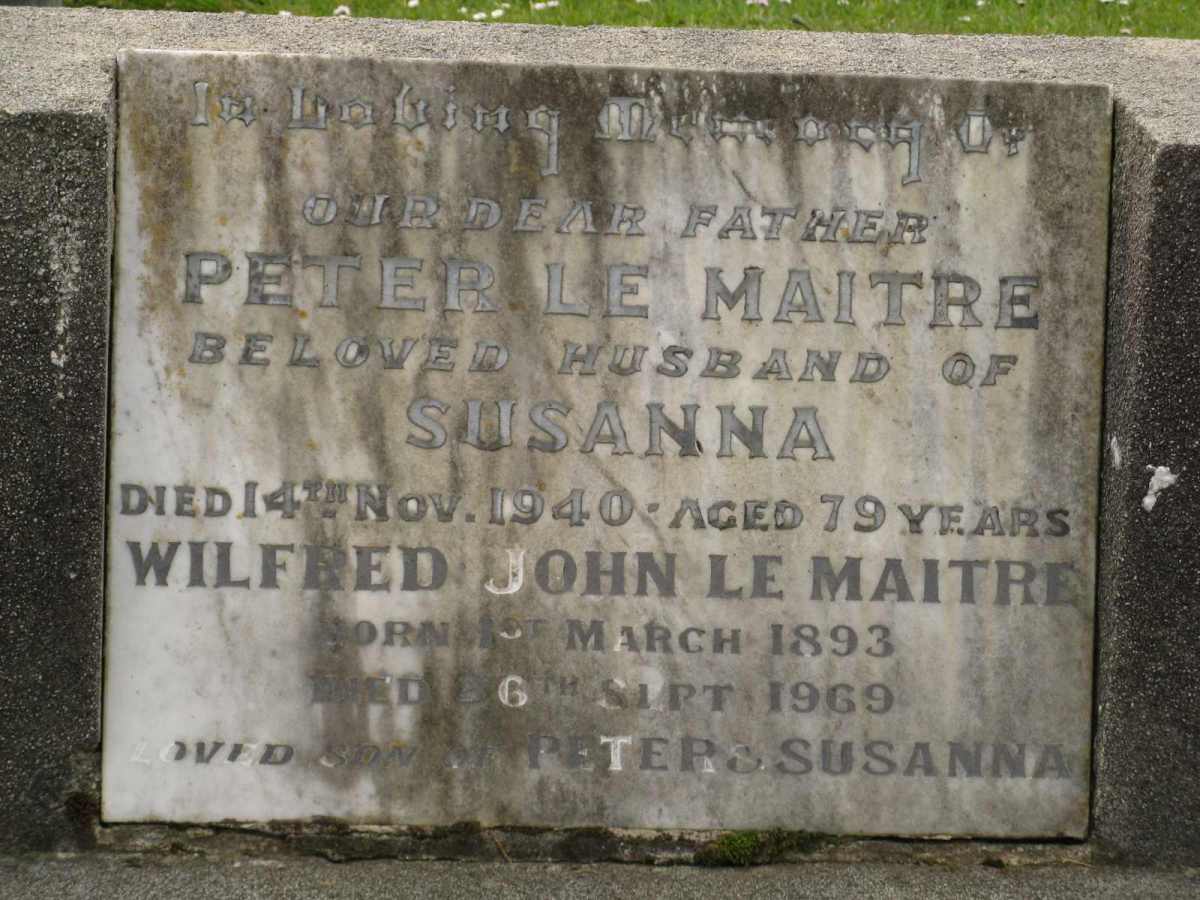 In Loving Memory Of
OUR DEAR FATHER
PETER LE MAITRE
BELOVED HUSBAND OF
SUSANNA
DIED 14TH NOV. 1940 · AGED 79 YEARS
WILFRED JOHN LE MAITRE
BORN 1ST MARCH 1893
DIED 26TH SEPT 1969
LOVED SON OF PETER & SUSANNA